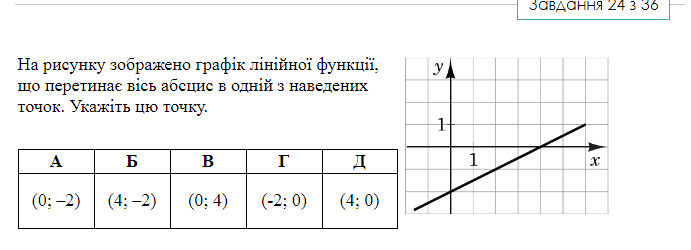 Завдання 24 з 36
На рисунку зображено графік лінійної функції,
що перетинає вісь абсцис в одній з наведених
точок. Укажіть цю точку.
А Б В Г Д
(0; –2) (4; –2) (0; 4) (-2; 0) (4; 0)
y
1
1
x